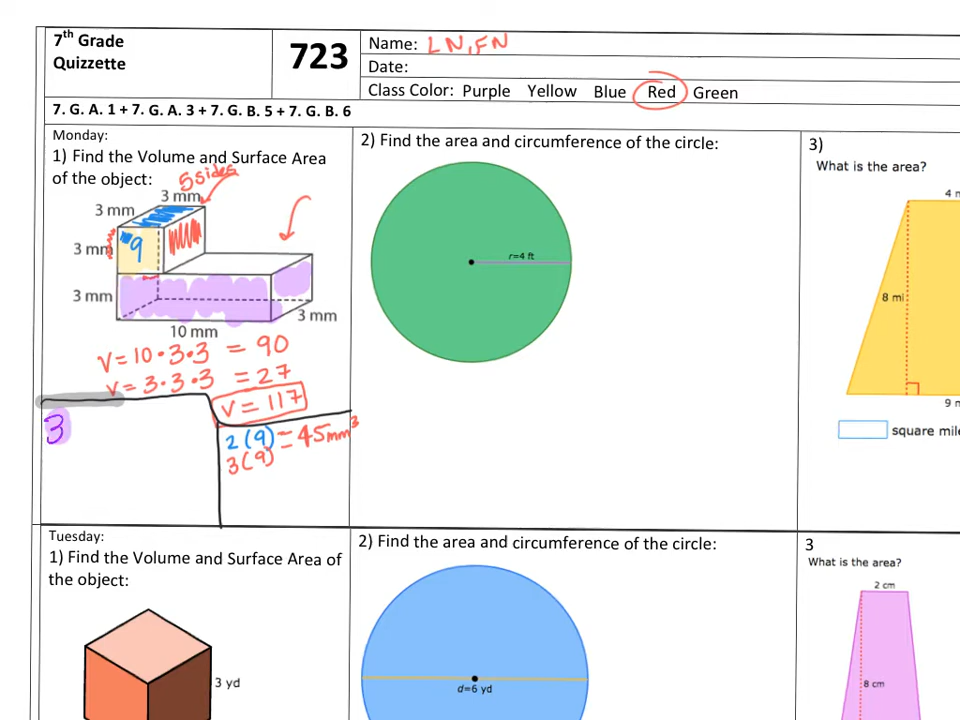 7th Grade
Quizzette
723
Name: LN, FN
Date:
Class Color: Purple Yellow Blue Red Green
7. G. A. 1 + 7. G. A. 3 + 7. G. B. 5 + 7. G. B. 6
Monday:
1) Find the Volume and Surface Area
of the object:
5 sides
3 mm
3 mm
3 mm
9
3 mm
3 mm
10 mm
V = 10 • 3 • 3 = 90
V = 3 • 3 • 3 = 27
V = 117
3
2(9) = 45 mm³
3(9)
2) Find the area and circumference of the circle:
r=4 ft
3)
What is the area?
4 m
8 mi
9 m
square mile
Tuesday:
1) Find the Volume and Surface Area of
the object:
3 yd
2) Find the area and circumference of the circle:
d=6 yd
3
What is the area?
2 cm
8 cm